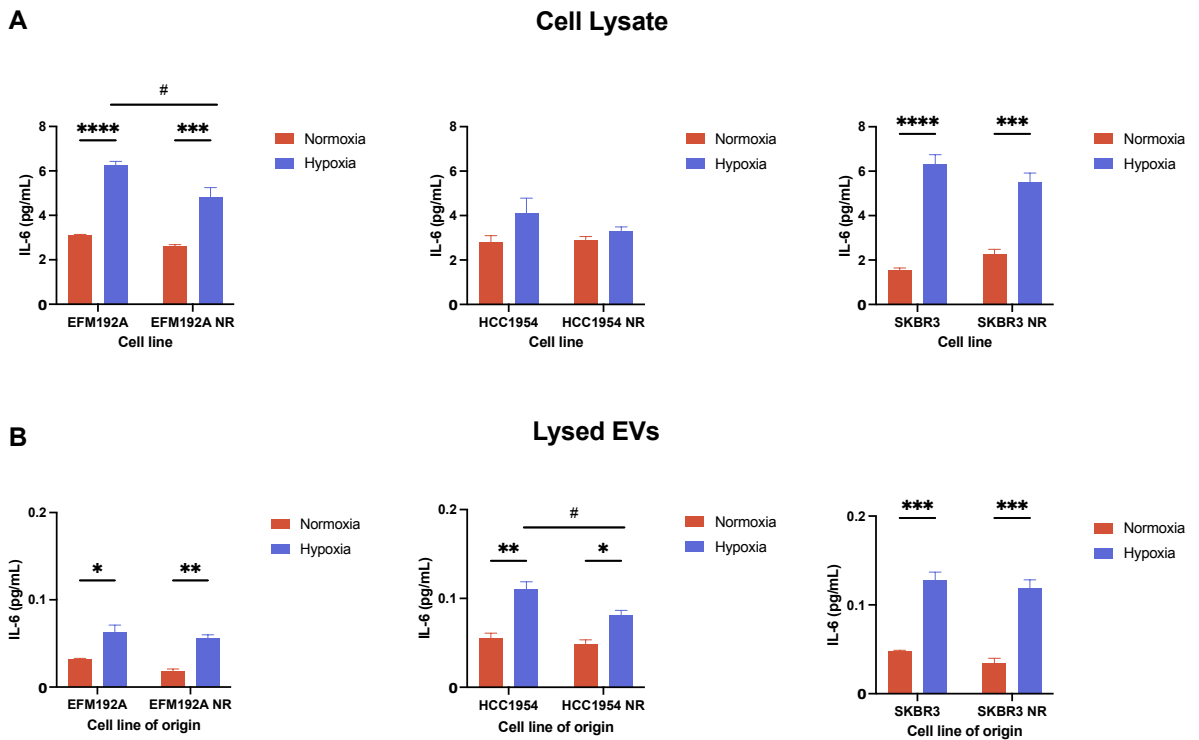 A
Cell Lysate
#
**** ***
8
6
4
2
0
IL-6 (pg/mL)
EFM192A EFM192A NR
Cell line
Normoxia
Hypoxia
8
6
4
2
0
IL-6 (pg/mL)
HCC1954 HCC1954 NR
Cell line
Normoxia
Hypoxia
**** ***
8
6
4
2
0
IL-6 (pg/mL)
SKBR3 SKBR3 NR
Cell line
Normoxia
Hypoxia
B
Lysed EVs
* **
0.2
0.1
0
IL-6 (pg/mL)
EFM192A EFM192A NR
Cell line of origin
Normoxia
Hypoxia
#
** *
0.2
0.1
0
IL-6 (pg/mL)
HCC1954 HCC1954 NR
Cell line of origin
Normoxia
Hypoxia
*** ***
0.2
0.1
0
IL-6 (pg/mL)
SKBR3 SKBR3 NR
Cell line of origin
Normoxia
Hypoxia